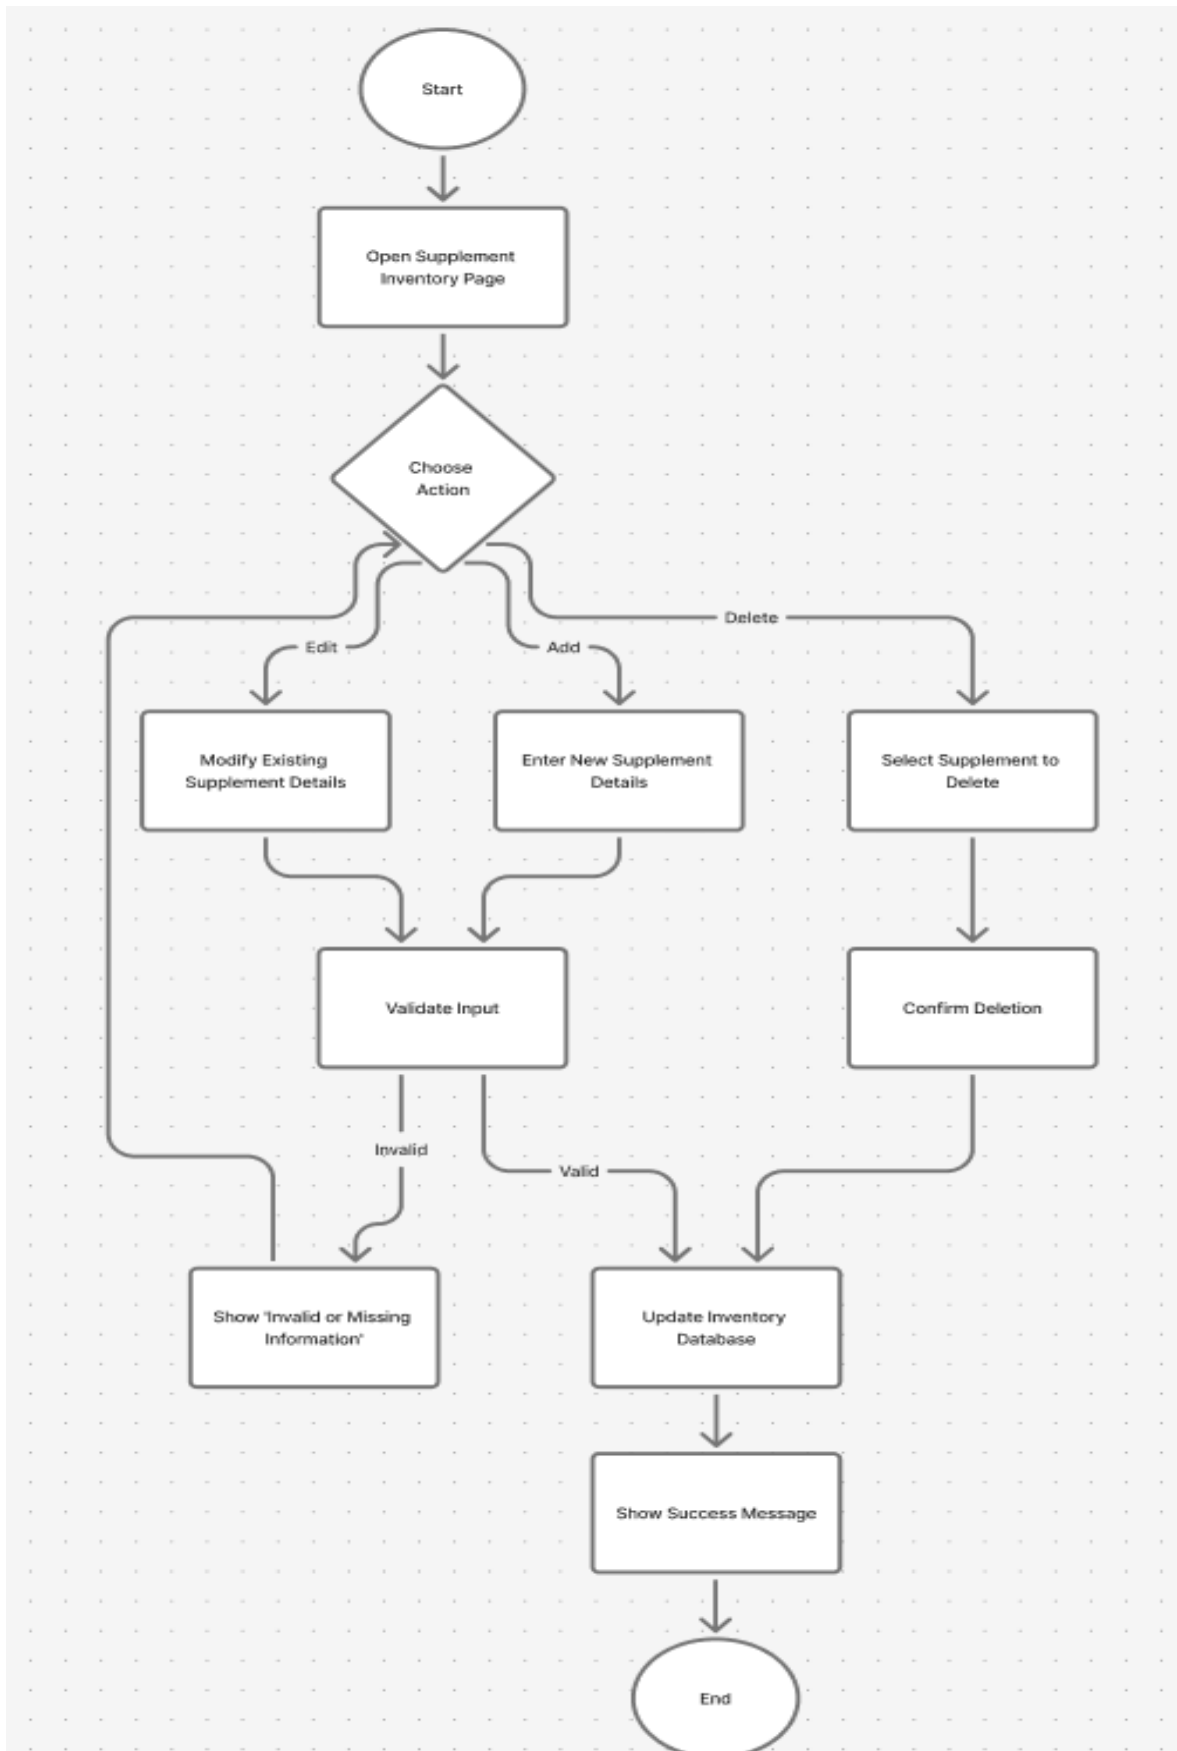 Start
Open Supplement
Inventory Page
Choose
Action
Delete
Edit
Add
Modify Existing
Supplement Details
Enter New Supplement
Details
Select Supplement to
Delete
Validate Input
Confirm Deletion
Invalid
Valid
Show 'Invalid or Missing
Information'
Update Inventory
Database
Show Success Message
End